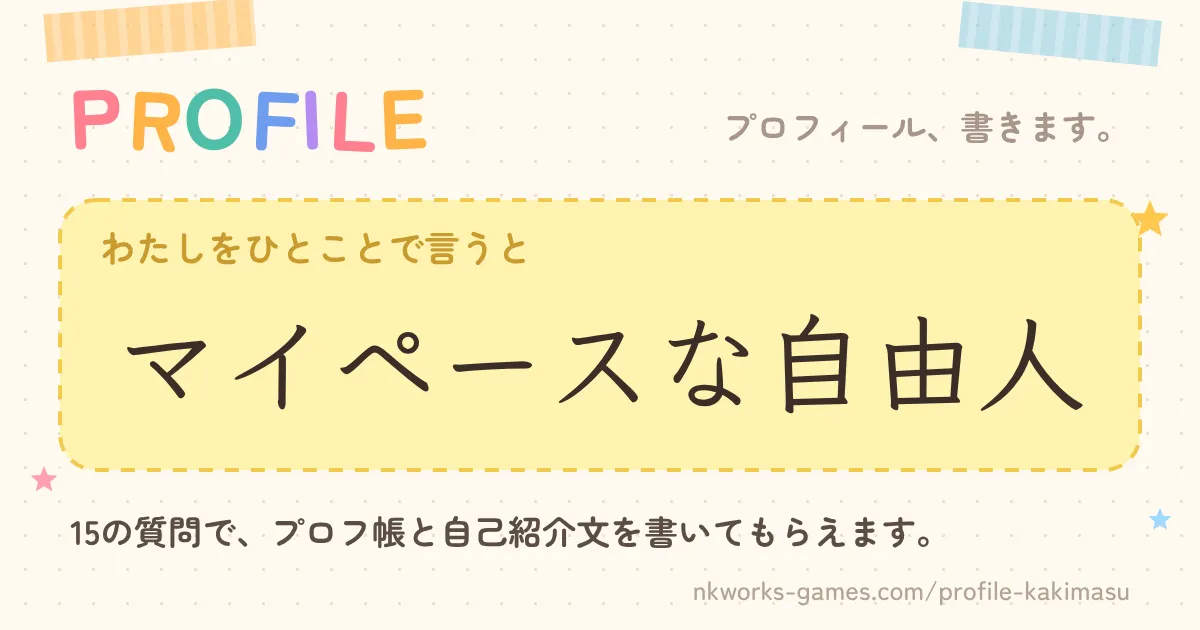 PROFILE
プロフィール、書きます。
わたしをひとことで言うと
マイペースな自由人
15の質問で、プロフ帳と自己紹介文を書いてもらえます。
nkworks-games.com/profile-kakimasu